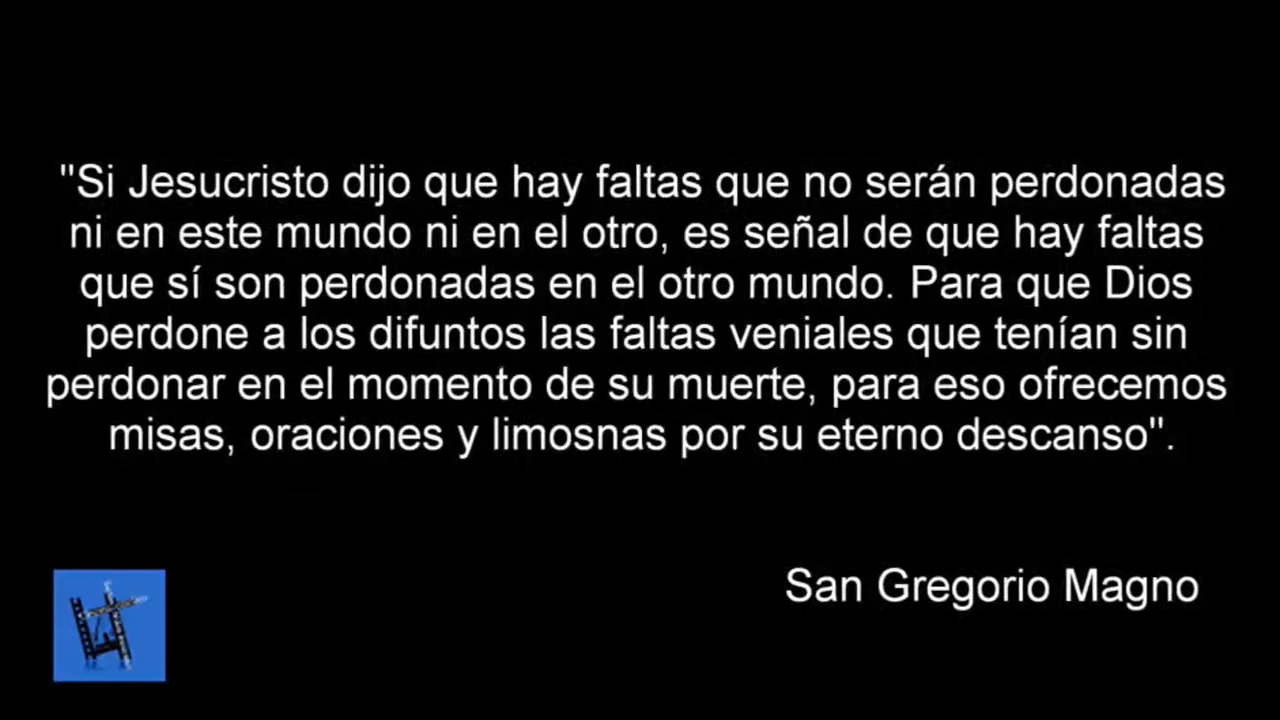 "Si Jesucristo dijo que hay faltas que no serán perdonadas
ni en este mundo ni en el otro, es señal de que hay faltas
que sí son perdonadas en el otro mundo. Para que Dios
perdone a los difuntos las faltas veniales que tenían sin
perdonar en el momento de su muerte, para eso ofrecemos
misas, oraciones y limosnas por su eterno descanso".
San Gregorio Magno